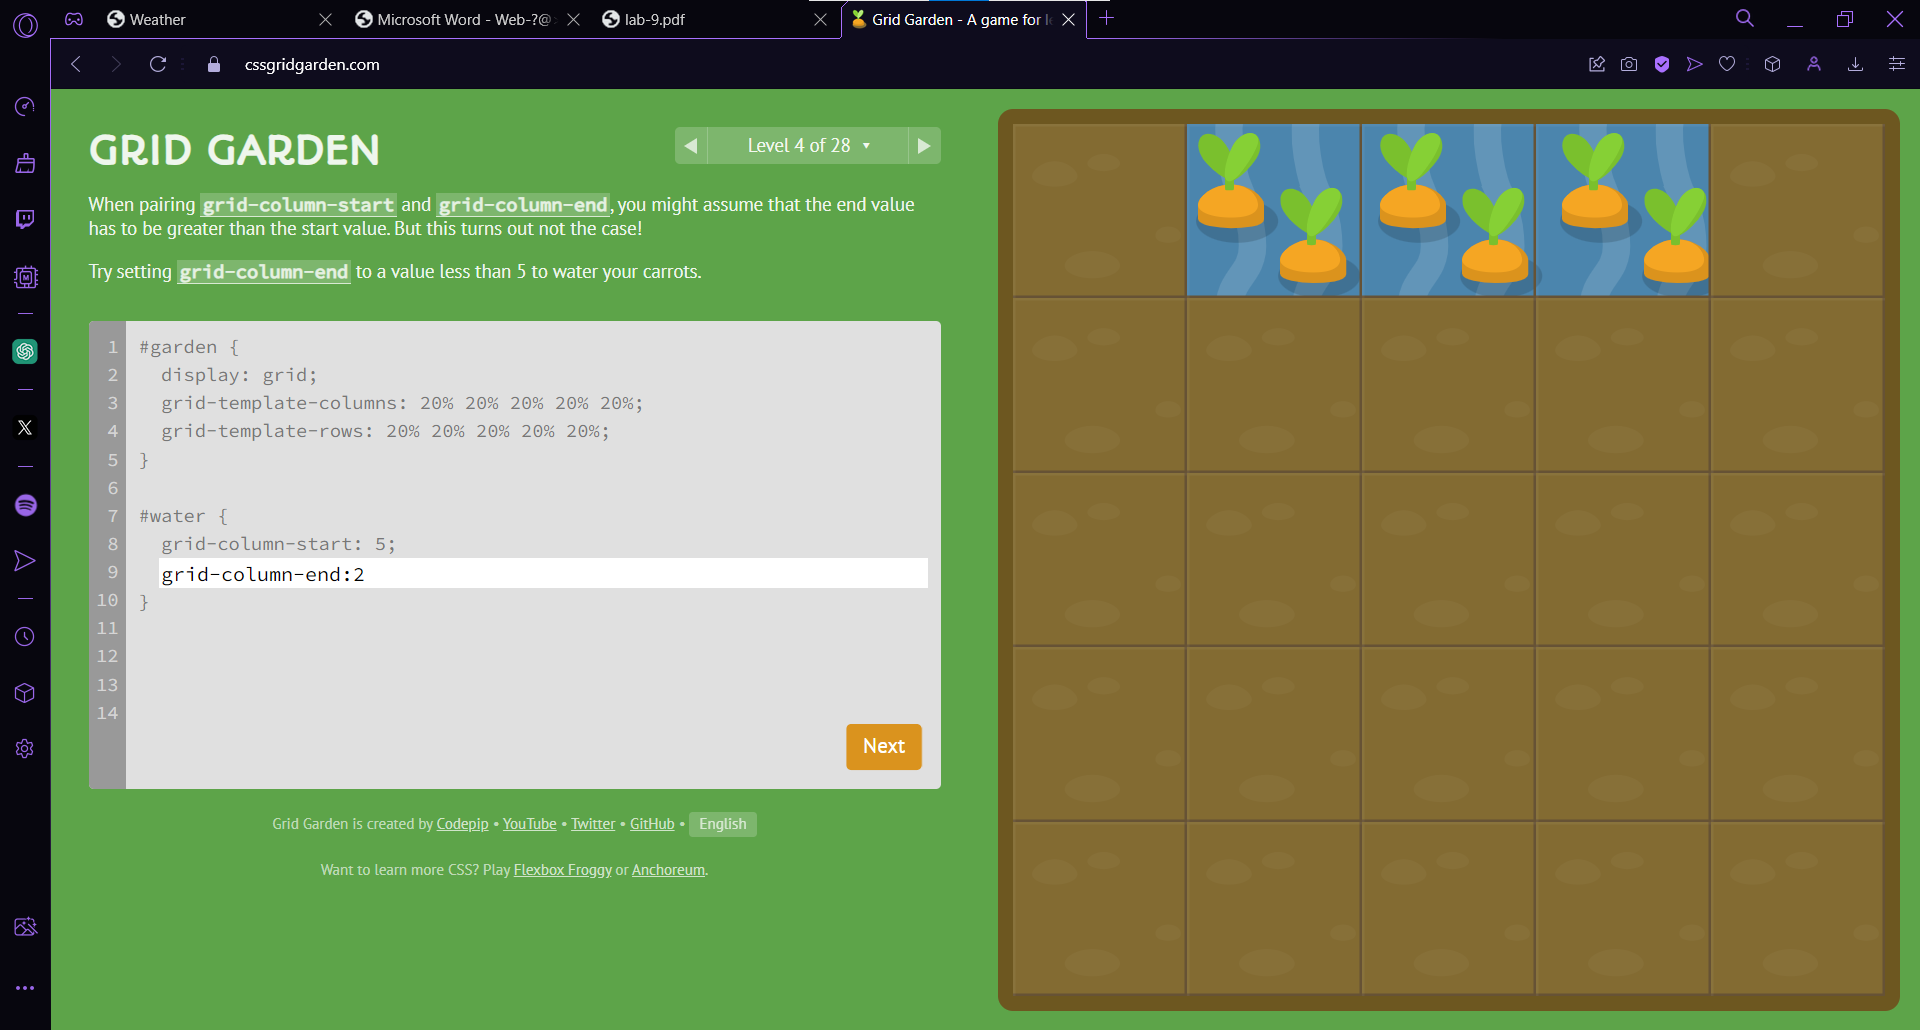 Weather
Microsoft Word - Web-?@
lab-9.pdf
Grid Garden - A game for l
cssgridgarden.com
GRID GARDEN
Level 4 of 28
When pairing grid-column-start and grid-column-end, you might assume that the end value
has to be greater than the start value. But this turns out not the case!
Try setting grid-column-end to a value less than 5 to water your carrots.
1 #garden {
2 display: grid;
3 grid-template-columns: 20% 20% 20% 20% 20%;
4 grid-template-rows: 20% 20% 20% 20% 20%;
5 }
6
7 #water {
8 grid-column-start: 5;
9 grid-column-end:2
10 }
11
12
13
14
Next
Grid Garden is created by Codepip • YouTube • Twitter • GitHub • English
Want to learn more CSS? Play Flexbox Froggy or Anchoreum.